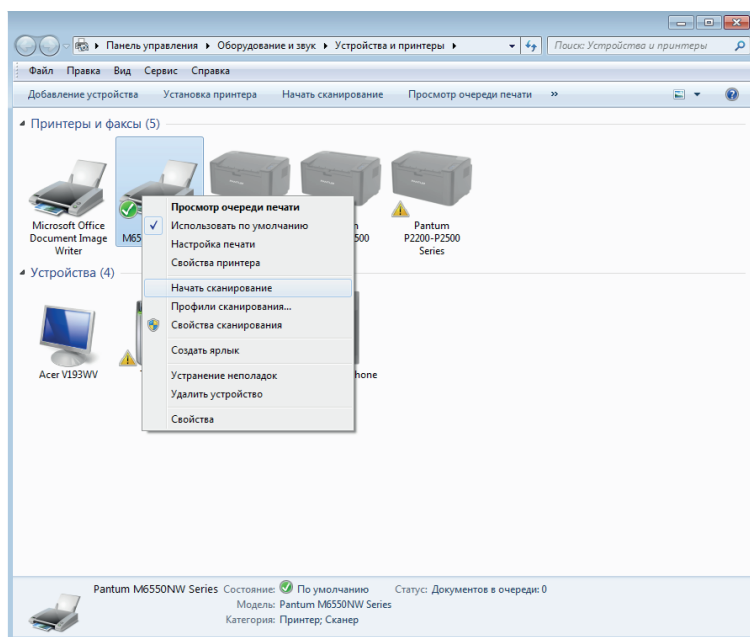 Панель управления ▸ Оборудование и звук ▸ Устройства и принтеры ▸
Поиск: Устройства и принтеры
Файл Правка Вид Сервис Справка
Добавление устройства Установка принтера Начать сканирование Просмотр очереди печати »
Принтеры и факсы (5)
Microsoft Office
Document Image
Writer
M65
500
Pantum
P2200-P2500
Series
Просмотр очереди печати
Использовать по умолчанию
Настройка печати
Свойства принтера
Начать сканирование
Профили сканирования...
Свойства сканирования
Создать ярлык
Устранение неполадок
Удалить устройство
Свойства
Устройства (4)
Acer V193WV
hone
Pantum M6550NW Series Состояние: По умолчанию Статус: Документов в очереди: 0
Модель: Pantum M6550NW Series
Категория: Принтер; Сканер